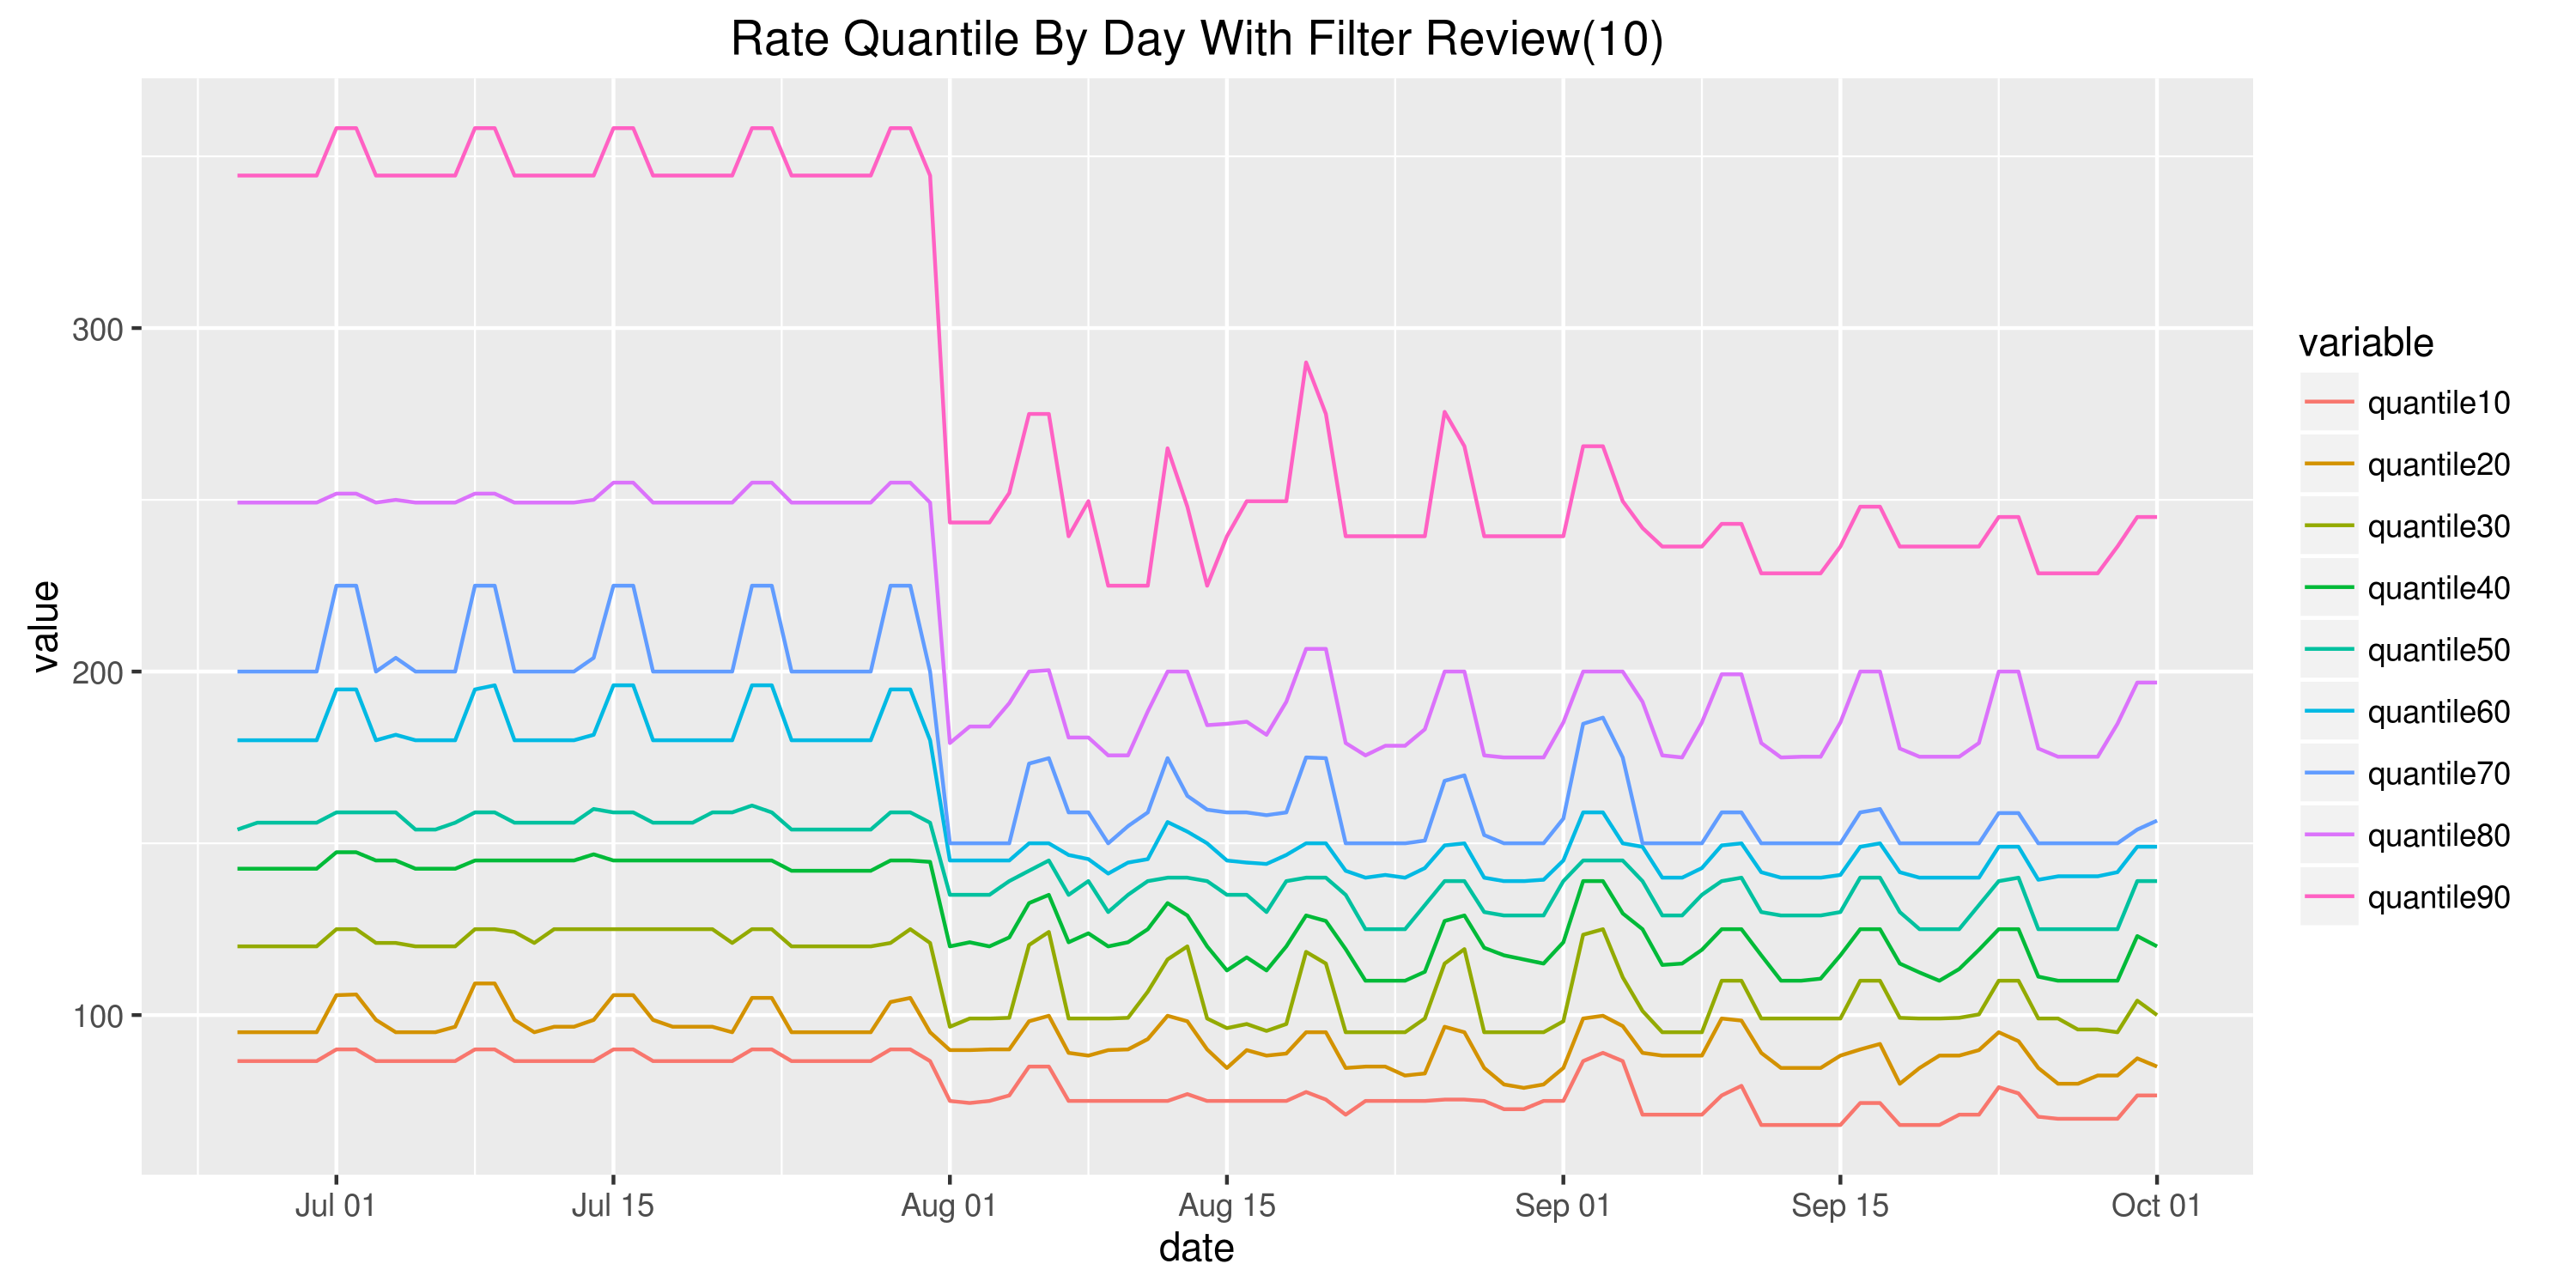 Rate Quantile By Day With Filter Review(10)
value
300
200
100
Jul 01
Jul 15
Aug 01
Aug 15
Sep 01
Sep 15
Oct 01
date
variable
quantile10
quantile20
quantile30
quantile40
quantile50
quantile60
quantile70
quantile80
quantile90